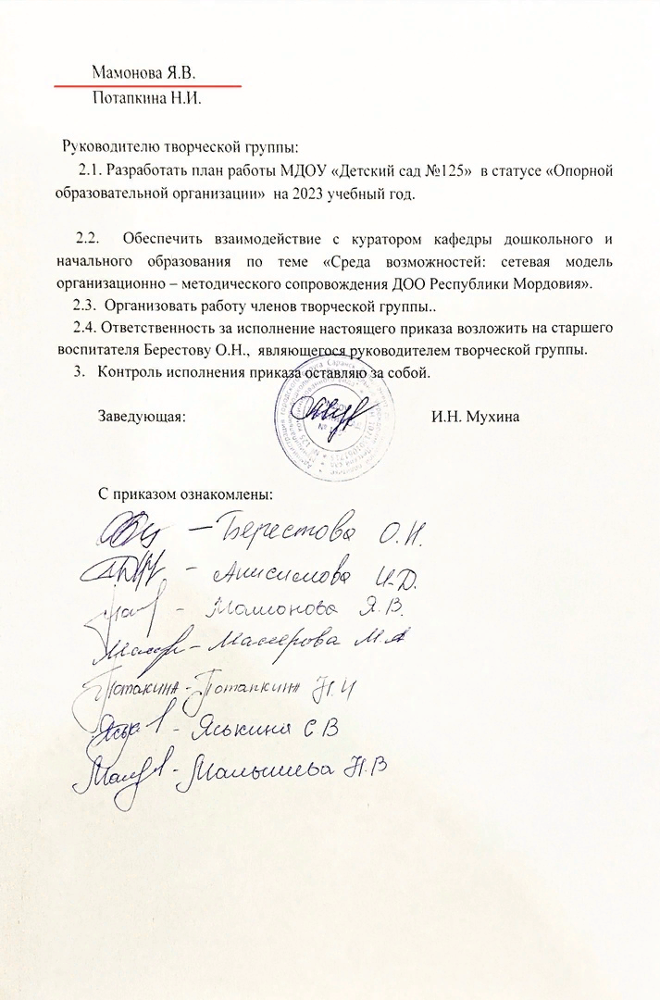 Мамонова Я.В.
Потапкина Н.И.
Руководителю творческой группы:
2.1. Разработать план работы МДОУ «Детский сад №125» в статусе «Опорной
образовательной организации» на 2023 учебный год.
2.2. Обеспечить взаимодействие с куратором кафедры дошкольного и
начального образования по теме «Среда возможностей: сетевая модель
организационно – методического сопровождения ДОО Республики Мордовия».
2.3. Организовать работу членов творческой группы..
2.4. Ответственность за исполнение настоящего приказа возложить на старшего
воспитателя Берестову О.Н., являющегося руководителем творческой группы.
3. Контроль исполнения приказа оставляю за собой.
Заведующая: И.Н. Мухина
С приказом ознакомлены:
– Берестова О.Н.
– Анисимова И.Д.
– Мамонова Я.В.
– Масерова М.А
Потакина - Потапкина Н.И
- Яськина С В
- Малышева Н.В